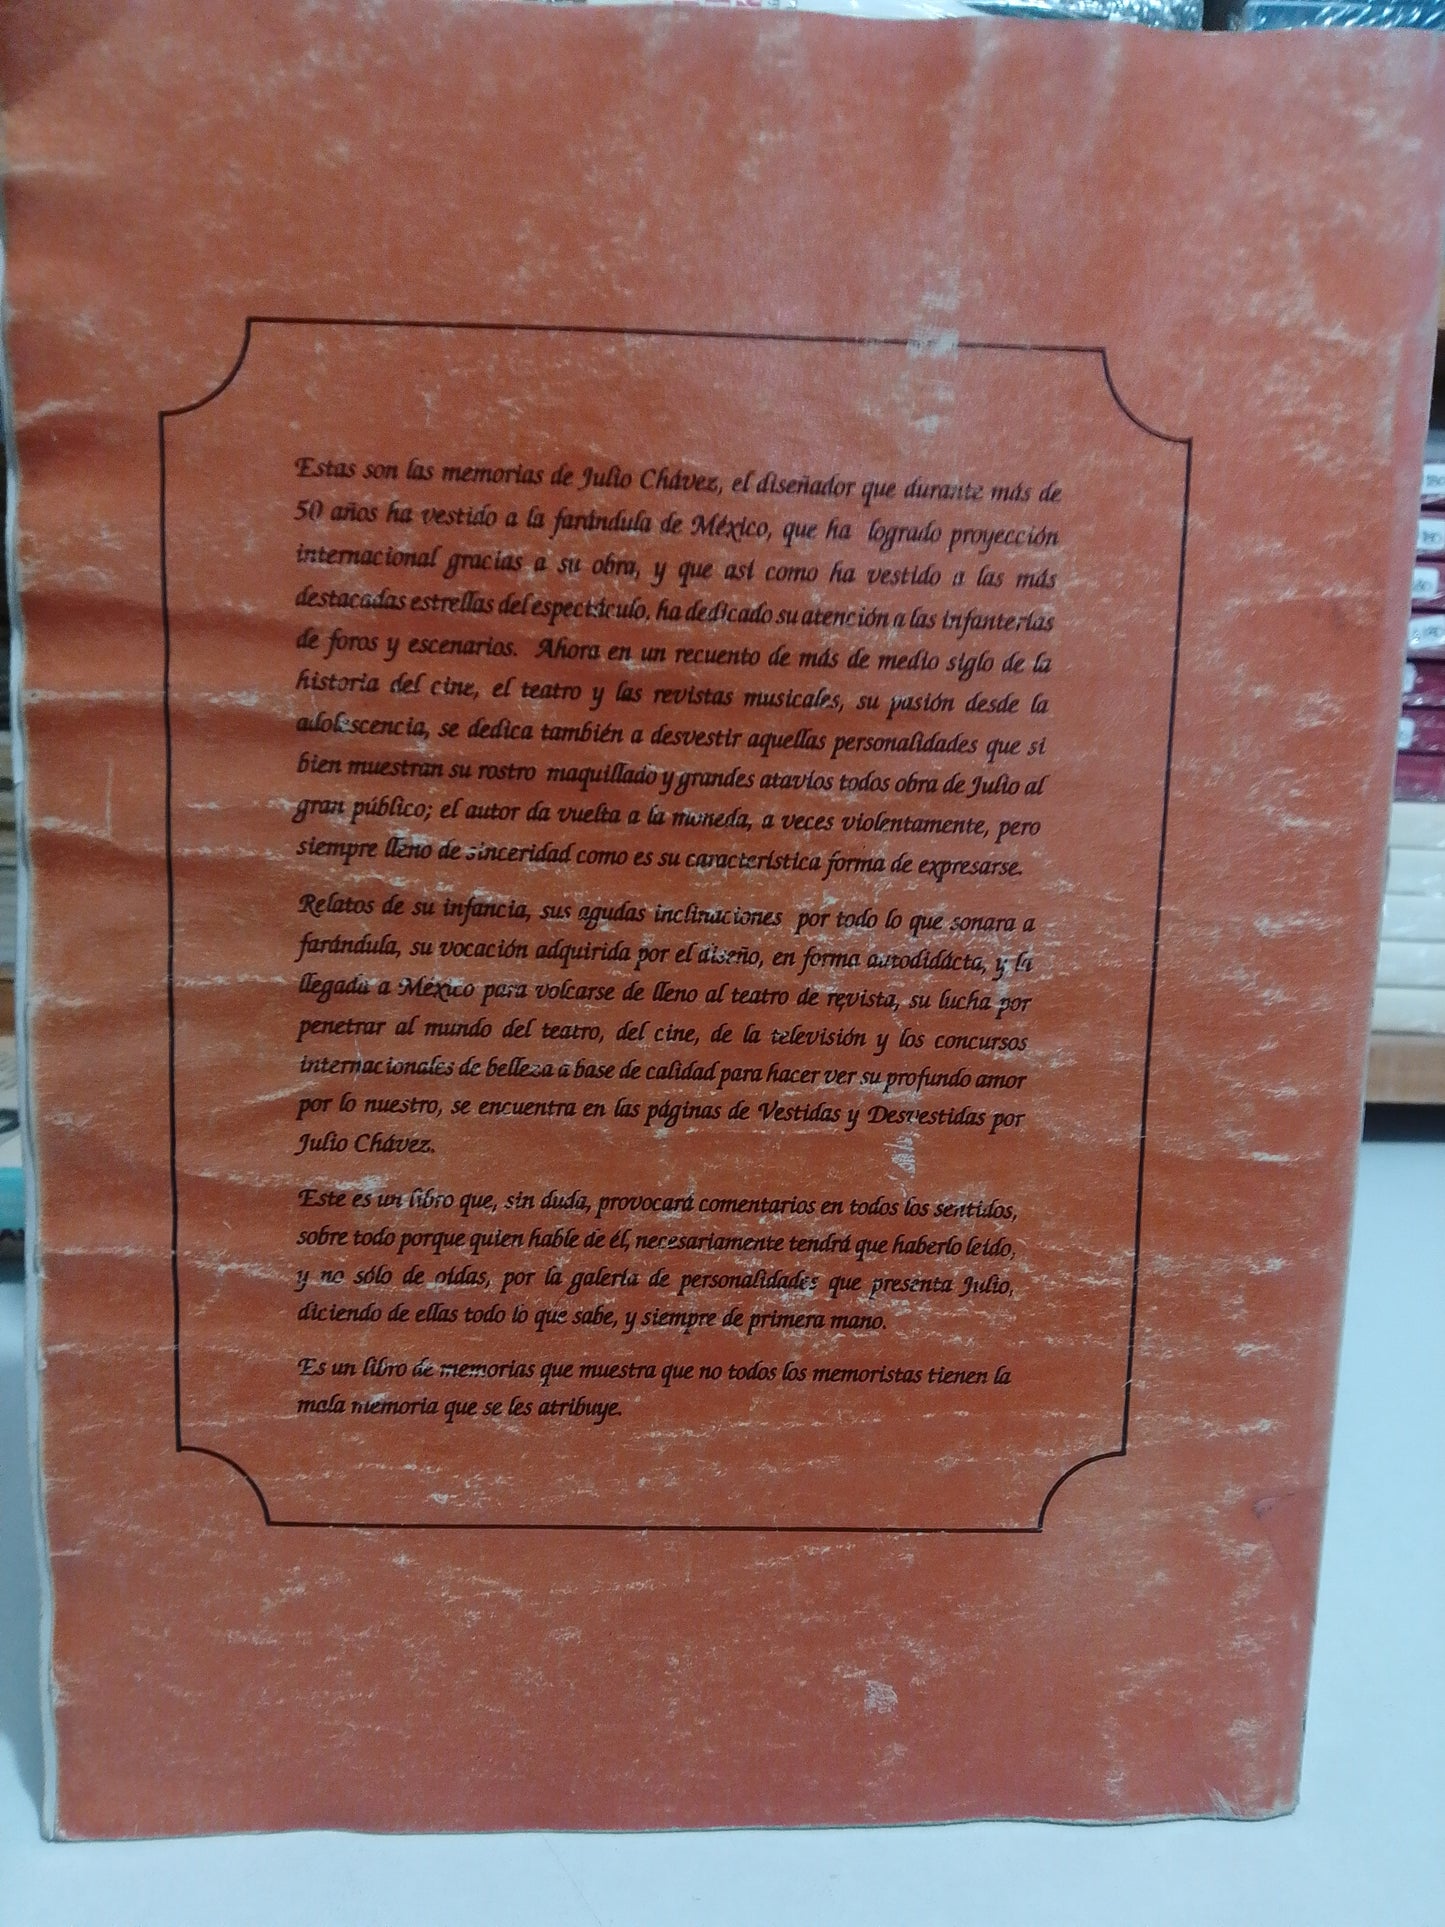 Estas son las memorias de Julio Chávez, el diseñador que durante más de
50 años ha vestido a la farándula de México, que ha logrado proyección
internacional gracias a su obra, y que así como ha vestido a las más
destacadas estrellas del espectáculo, ha dedicado su atención a las infanterías
de foros y escenarios. Ahora en un recuento de más de medio siglo de la
historia del cine, el teatro y las revistas musicales, su pasión desde la
adolescencia, se dedica también a desvestir aquellas personalidades que si
bien muestran su rostro maquillado y grandes atavíos todos obra de Julio al
gran público; el autor da vuelta a la moneda, a veces violentamente, pero
siempre lleno de sinceridad como es su característica forma de expresarse.
Relatos de su infancia, sus agudas inclinaciones por todo lo que sonara a
farándula, su vocación adquirida por el diseño, en forma autodidácta, y la
llegada a México para volcarse de lleno al teatro de revista, su lucha por
penetrar al mundo del teatro, del cine, de la televisión y los concursos
internacionales de belleza a base de calidad para hacer ver su profundo amor
por lo nuestro, se encuentra en las páginas de Vestidas y Desvestidas por
Julio Chávez.
Este es un libro que, sin duda, provocará comentarios en todos los sentidos,
sobre todo porque quien hable de él, necesariamente tendrá que haberlo leído,
y no sólo de oídas, por la galería de personalidades que presenta Julio,
diciendo de ellas todo lo que sabe, y siempre de primera mano.
Es un libro de memorias que muestra que no todos los memoristas tienen la
mala memoria que se les atribuye.